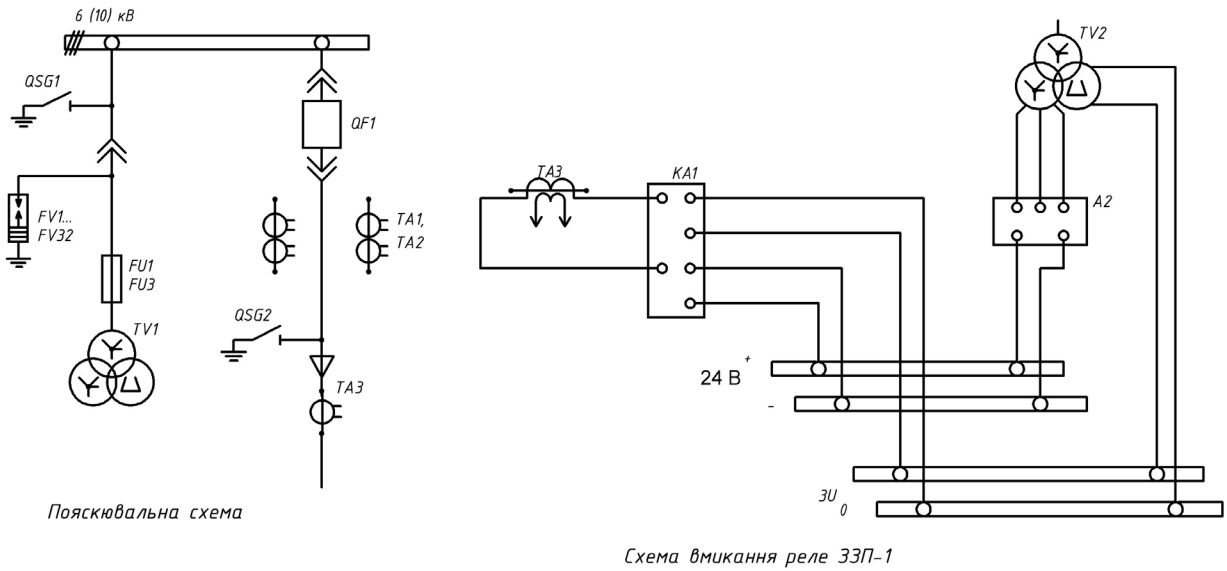 6 (10) кВ
QSG1
QF1
FV1...
FV32
FU1
FU3
TV1
TA1,
TA2
QSG2
TA3
Пояскювальна схема
TV2
TA3
KA1
A2
24 В +
-
3U 0
Схема вмикання реле ЗЗП-1